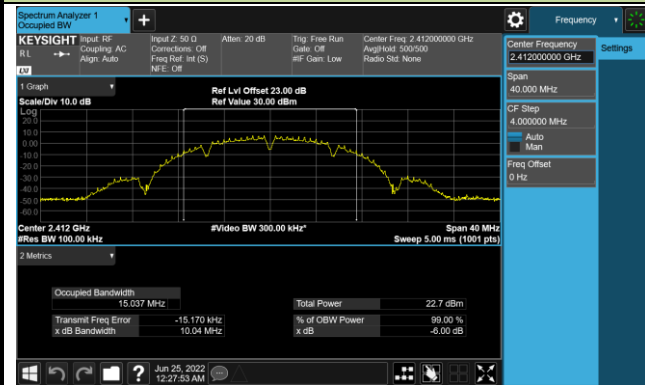 Spectrum Analyzer 1
Occupied BW
Frequency
KEYSIGHT
Input: RF
Coupling: AC
Align: Auto
Input Z: 50 Ω
Corrections: Off
Freq Ref: Int (S)
NFE: Off
Atten: 20 dB
Trig: Free Run
Gate: Off
#IF Gain: Low
Center Freq: 2.412000000 GHz
Avg|Hold: 500/500
Radio Std: None
R L
LXI
Center Frequency
2.412000000 GHz
Settings
Span
40.000 MHz
CF Step
4.000000 MHz
Auto
Man
Freq Offset
0 Hz
1 Graph
Scale/Div 10.0 dB
Ref Lvl Offset 23.00 dB
Ref Value 30.00 dBm
Log
20.0
10.0
0.00
-10.0
-20.0
-30.0
-50.0
-60.0
Center 2.412 GHz
#Res BW 100.00 kHz
#Video BW 300.00 kHz*
Span 40 MHz
Sweep 5.00 ms (1001 pts)
2 Metrics
Occupied Bandwidth
15.037 MHz
Total Power 22.7 dBm
Transmit Freq Error -15.170 kHz
% of OBW Power 99.00 %
x dB Bandwidth 10.04 MHz
x dB -6.00 dB
?
Jun 25, 2022
12:27:53 AM